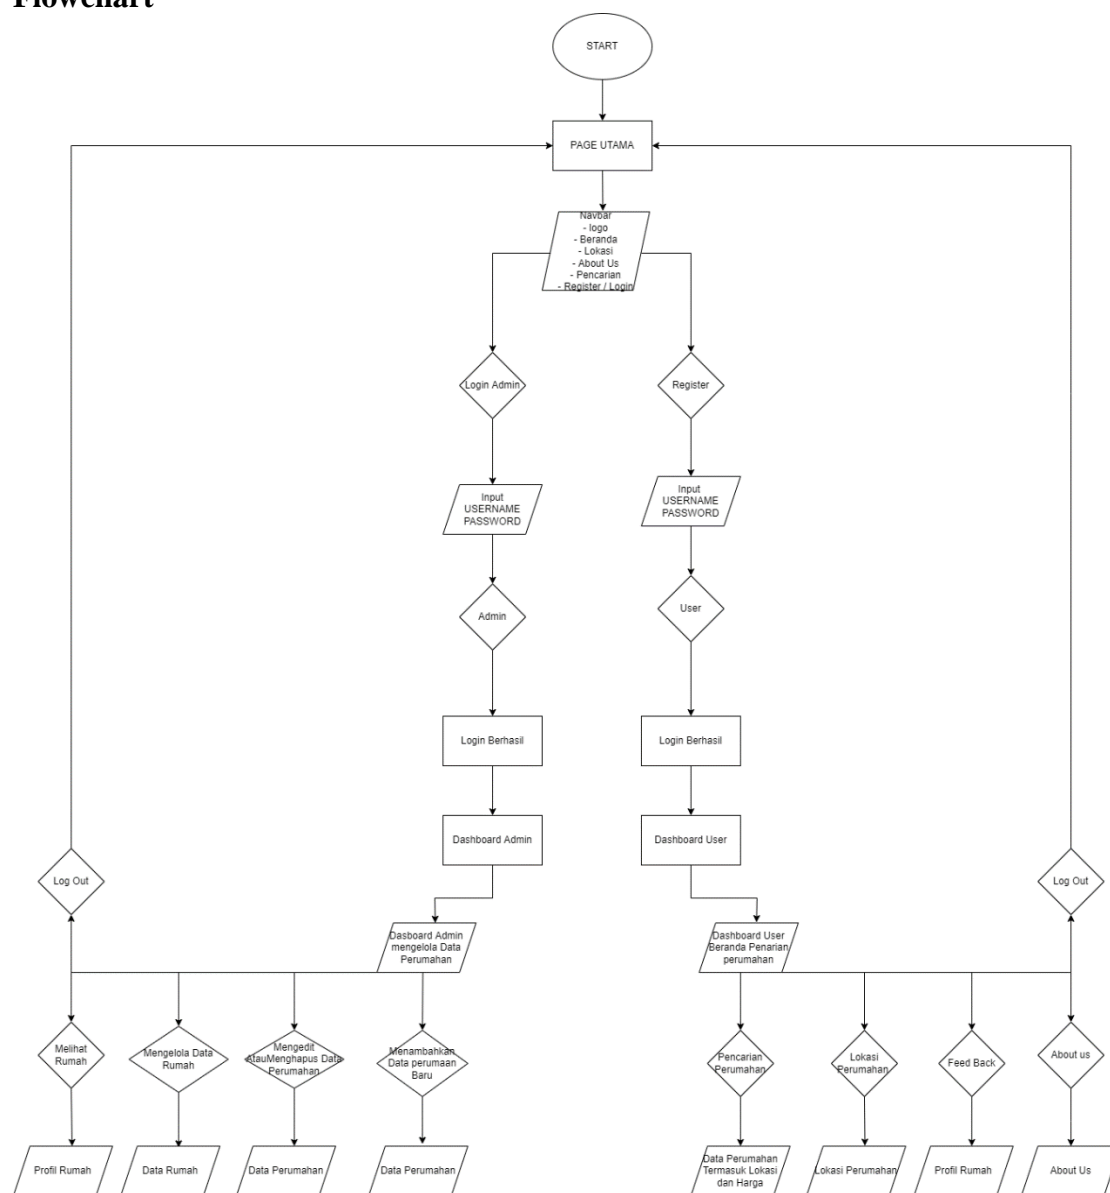 Flowchart
START
PAGE UTAMA
Navbar
- logo
- Beranda
- Lokasi
- About Us
- Pencarian
- Register / Login
Login Admin
Register
Input
USERNAME
PASSWORD
Input
USERNAME
PASSWORD
Admin
User
Login Berhasil
Login Berhasil
Dashboard Admin
Dashboard User
Log Out
Log Out
Dasboard Admin
mengelola Data
Perumahan
Dashboard User
Beranda Penarian
perumahan
Melihat
Rumah
Mengelola Data
Rumah
Mengedit
AtauMenghapus Data
Perumahan
Menambahkan
Data perumaan
Baru
Pencarian
Perumahan
Lokasi
Perumahan
Feed Back
About us
Profil Rumah
Data Rumah
Data Perumahan
Data Perumahan
Data Perumahan
Termasuk Lokasi
dan Harga
Lokasi Perumahan
Profil Rumah
About Us